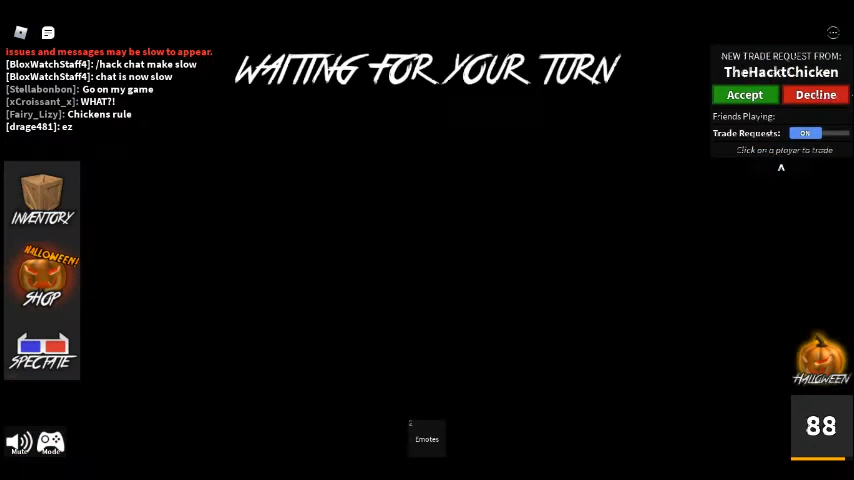 issues and messages may be slow to appear.
[BloxWatchStaff4]: /hack chat make slow
[BloxWatchStaff4]: chat is now slow
[Stellabonbon]: Go on my game
[xCroissant_x]: WHAT?!
[Fairy_Lizy]: Chickens rule
[drage481]: ez
WAITING FOR YOUR TURN
NEW TRADE REQUEST FROM:
TheHacktChicken
Accept Decline
Friends Playing:
Trade Requests: ON
Click on a player to trade
^
INVENTORY
HALLOWEEN!
SHOP
SPECTATE
HALLOWEEN
88
Mute Mode
2
Emotes